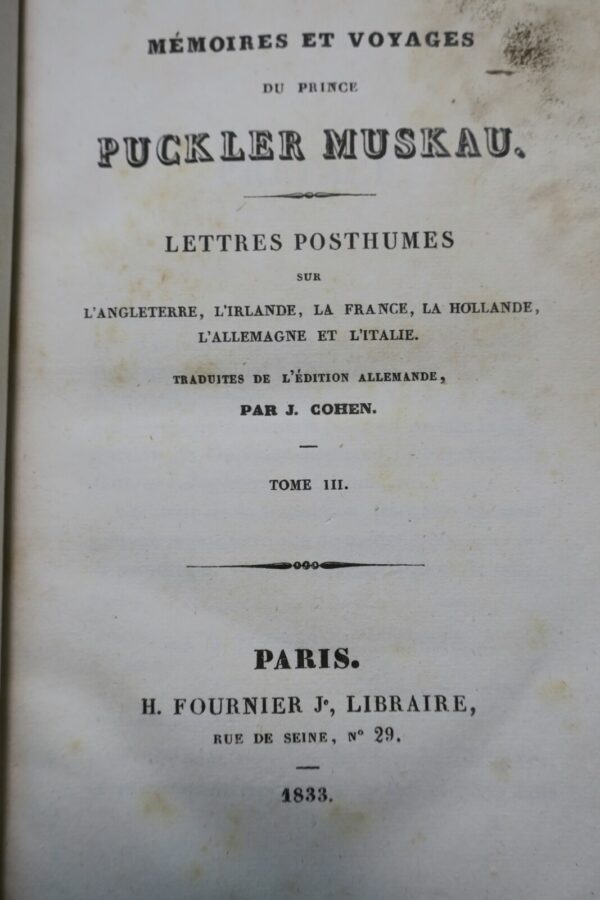 MÉMOIRES ET VOYAGES
DU PRINCE
PUCKLER MUSKAU.
LETTRES POSTHUMES
SUR
L'ANGLETERRE, L'IRLANDE, LA FRANCE, LA HOLLANDE,
L'ALLEMAGNE ET L'ITALIE.
TRADUITES DE L'ÉDITION ALLEMANDE,
PAR J. COHEN.
TOME III.
PARIS.
H. FOURNIER Je, LIBRAIRE,
RUE DE SEINE, No 29.
1833.